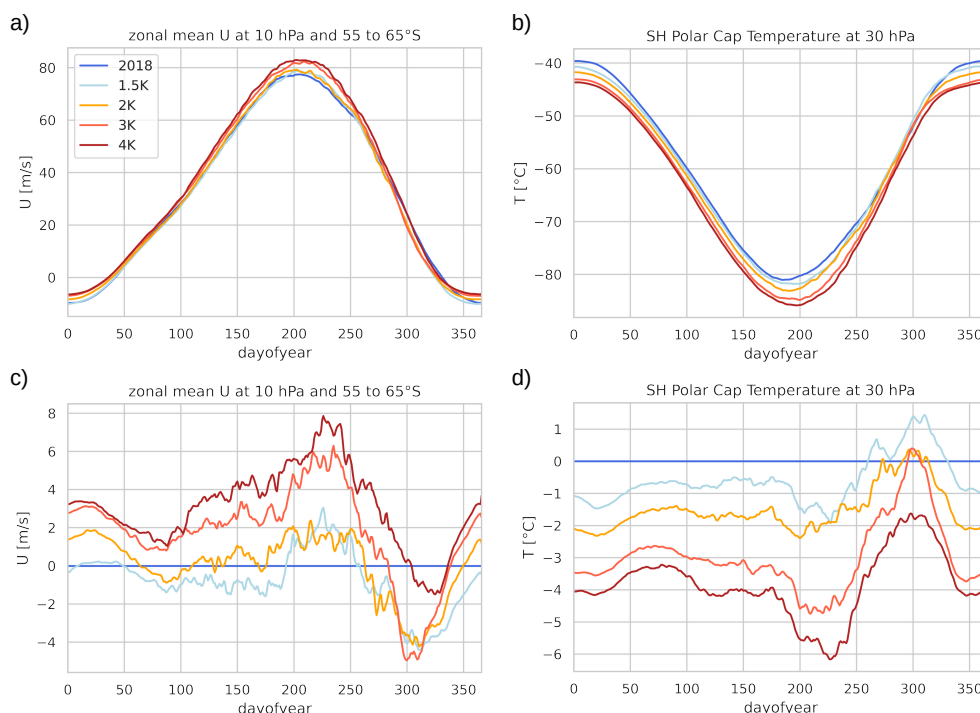 a)
zonal mean U at 10 hPa and 55 to 65°S
U [m/s]
80
60
40
20
0
2018
1.5K
2K
3K
4K
0 50 100 150 200 250 300 350
dayofyear
b)
SH Polar Cap Temperature at 30 hPa
T [°C]
−40
−50
−60
−70
−80
0 50 100 150 200 250 300 350
dayofyear
c)
zonal mean U at 10 hPa and 55 to 65°S
U [m/s]
8
6
4
2
0
−2
−4
0 50 100 150 200 250 300 350
dayofyear
d)
SH Polar Cap Temperature at 30 hPa
T [°C]
1
0
−1
−2
−3
−4
−5
−6
0 50 100 150 200 250 300 350
dayofyear